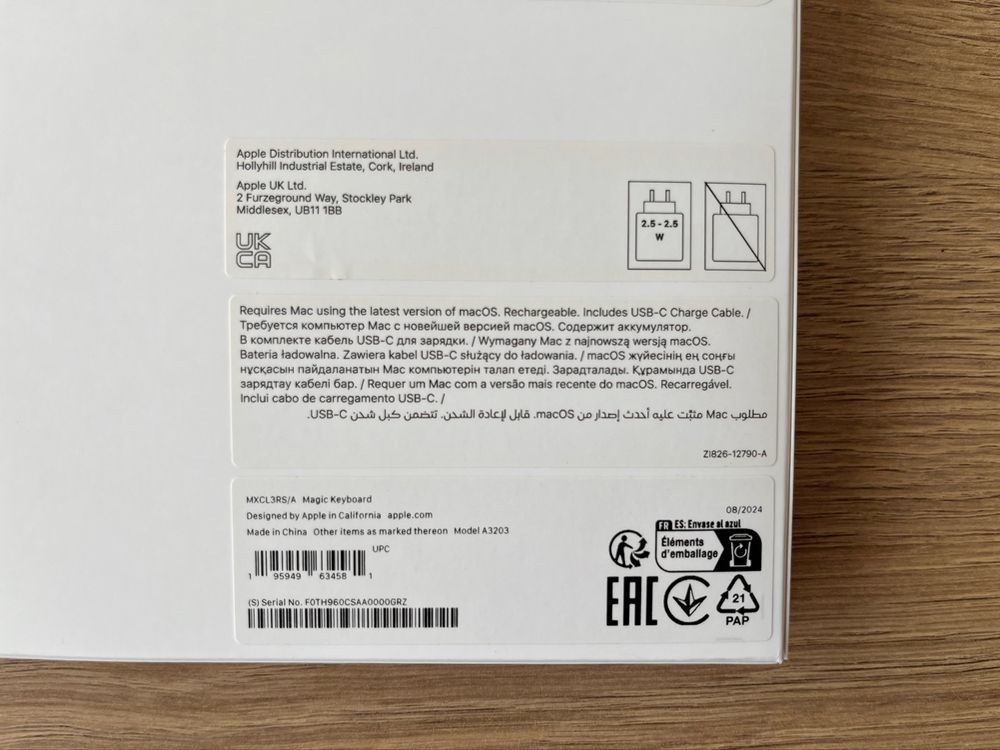 Apple Distribution International Ltd.
Hollyhill Industrial Estate, Cork, Ireland
Apple UK Ltd.
2 Furzeground Way, Stockley Park
Middlesex, UB11 1BB
UK
CA
2.5 - 2.5
W
Requires Mac using the latest version of macOS. Rechargeable. Includes USB-C Charge Cable. /
Требуется компьютер Mac с новейшей версией macOS. Содержит аккумулятор.
В комплекте кабель USB-C для зарядки. / Wymagany Mac z najnowszą wersją macOS.
Bateria ładowalna. Zawiera kabel USB-C służący do ładowania. / macOS жүйесінің ең соңғы
нұсқасын пайдаланатын Mac компьютерін талап етеді. Зарядталады. Құрамында USB-C
зарядтау кабелі бар. / Requer um Mac com a versão mais recente do macOS. Recarregável.
Inclui cabo de carregamento USB-C. /
مطلوب Mac مثبّت عليه أحدث إصدار من macOS. قابل لإعادة الشحن. تتضمن كبل شحن USB-C.
ZI826-12790-A
MXCL3RS/A Magic Keyboard
Designed by Apple in California apple.com
Made in China Other items as marked thereon Model A3203
UPC
1 95949 63458 1
(S) Serial No. F0TH960CSAA0000GRZ
08/2024
FR ES: Envase al azul
Éléments
d'emballage
EAC
21
PAP